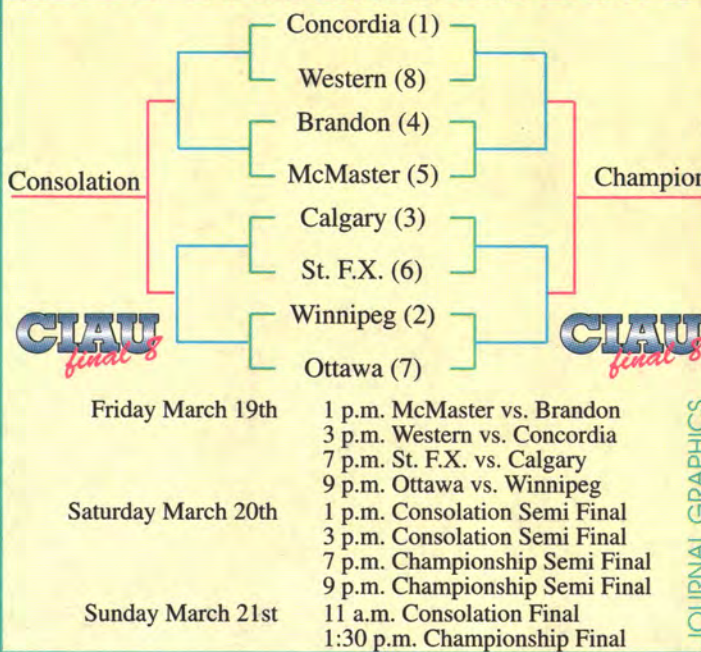 Concordia (1)
Western (8)
Brandon (4)
Consolation McMaster (5) Champion
Calgary (3)
St. F.X. (6)
CIAU Winnipeg (2) CIAU
final 8 final 8
Ottawa (7)
Friday March 19th 1 p.m. McMaster vs. Brandon
3 p.m. Western vs. Concordia
7 p.m. St. F.X. vs. Calgary
9 p.m. Ottawa vs. Winnipeg
Saturday March 20th 1 p.m. Consolation Semi Final
3 p.m. Consolation Semi Final
7 p.m. Championship Semi Final
9 p.m. Championship Semi Final
Sunday March 21st 11 a.m. Consolation Final
1:30 p.m. Championship Final
JOURNAL GRAPHICS